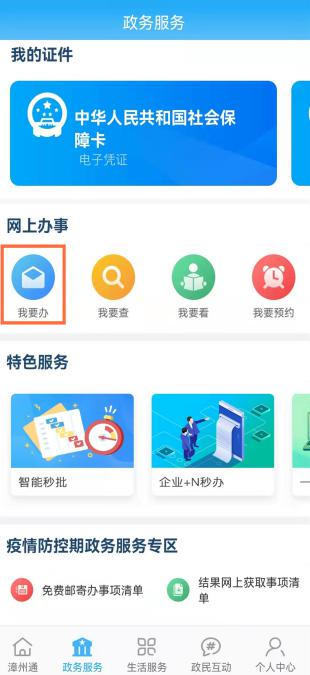 政务服务
我的证件
中华人民共和国社会保
障卡
电子凭证
网上办事
我要办
我要查
我要看
我要预约
特色服务
智能秒批
企业+N秒办
疫情防控期政务服务专区
免费邮寄办事项清单
结果网上获取事项清
单
漳州通
政务服务
生活服务
政民互动
个人中心